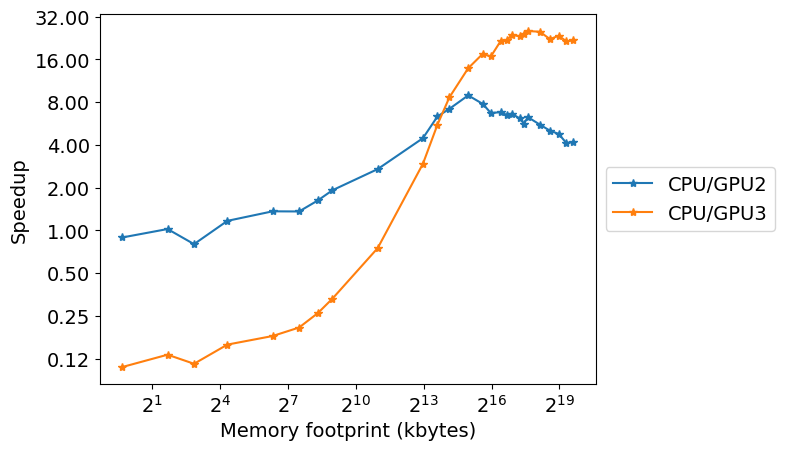 32.00
16.00
8.00
4.00
2.00
1.00
0.50
0.25
0.12
Speedup
2^1 2^4 2^7 2^10 2^13 2^16 2^19
Memory footprint (kbytes)
CPU/GPU2
CPU/GPU3